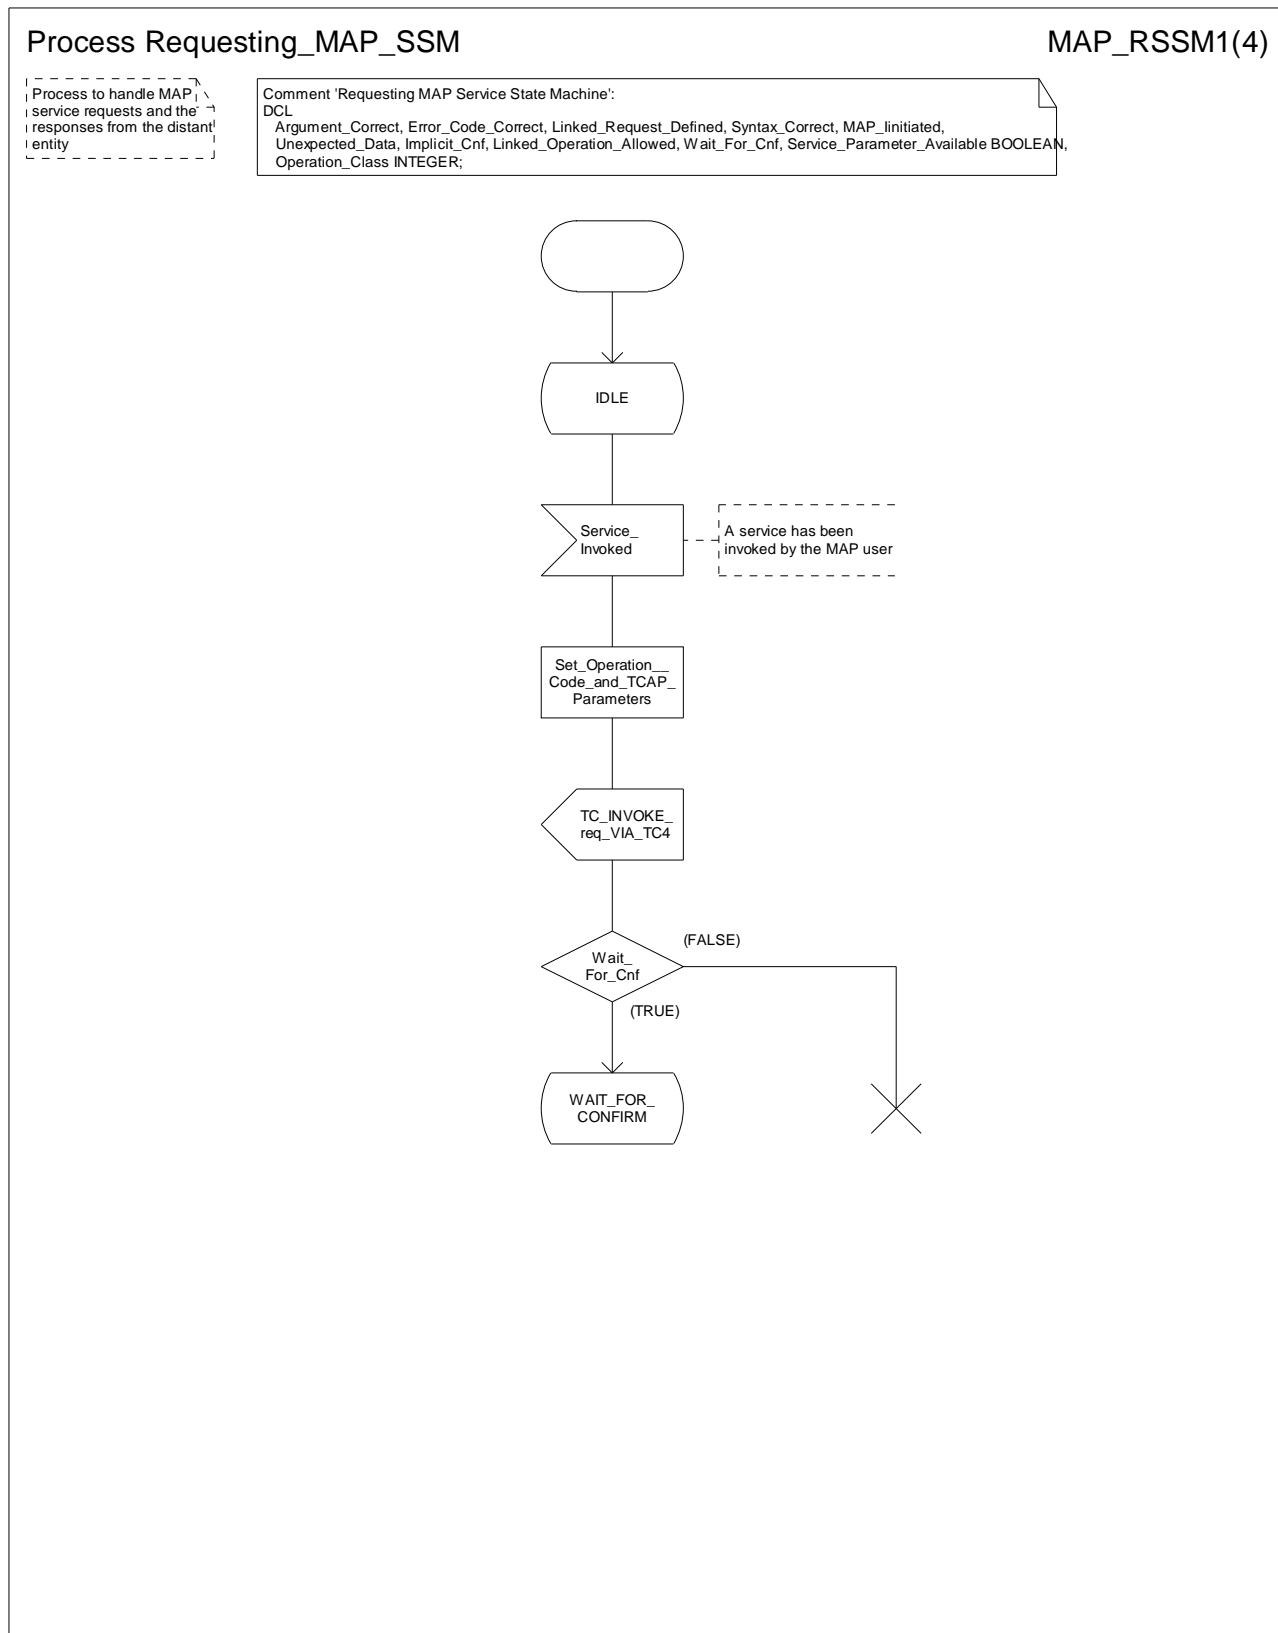 Process Requesting_MAP_SSM
MAP_RSSM1(4)
Process to handle MAP
service requests and the
responses from the distant
entity
Comment 'Requesting MAP Service State Machine':
DCL
Argument_Correct, Error_Code_Correct, Linked_Request_Defined, Syntax_Correct, MAP_Iinitiated,
Unexpected_Data, Implicit_Cnf, Linked_Operation_Allowed, Wait_For_Cnf, Service_Parameter_Available BOOLEAN,
Operation_Class INTEGER;
IDLE
Service_
Invoked
A service has been
invoked by the MAP user
Set_Operation__
Code_and_TCAP_
Parameters
TC_INVOKE_
req_VIA_TC4
Wait_
For_Cnf
(FALSE)
(TRUE)
WAIT_FOR_
CONFIRM